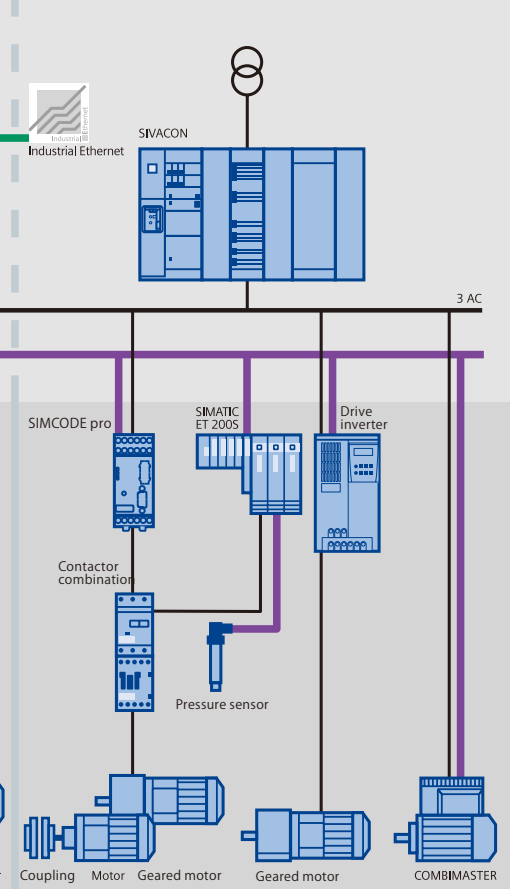 SIVACON
Industrial
Ethernet
Industrial Ethernet
3 AC
SIMCODE pro
SIMATIC
ET 200S
Drive
inverter
Contactor
combination
Pressure sensor
Coupling
Motor
Geared motor
Geared motor
COMBIMASTER